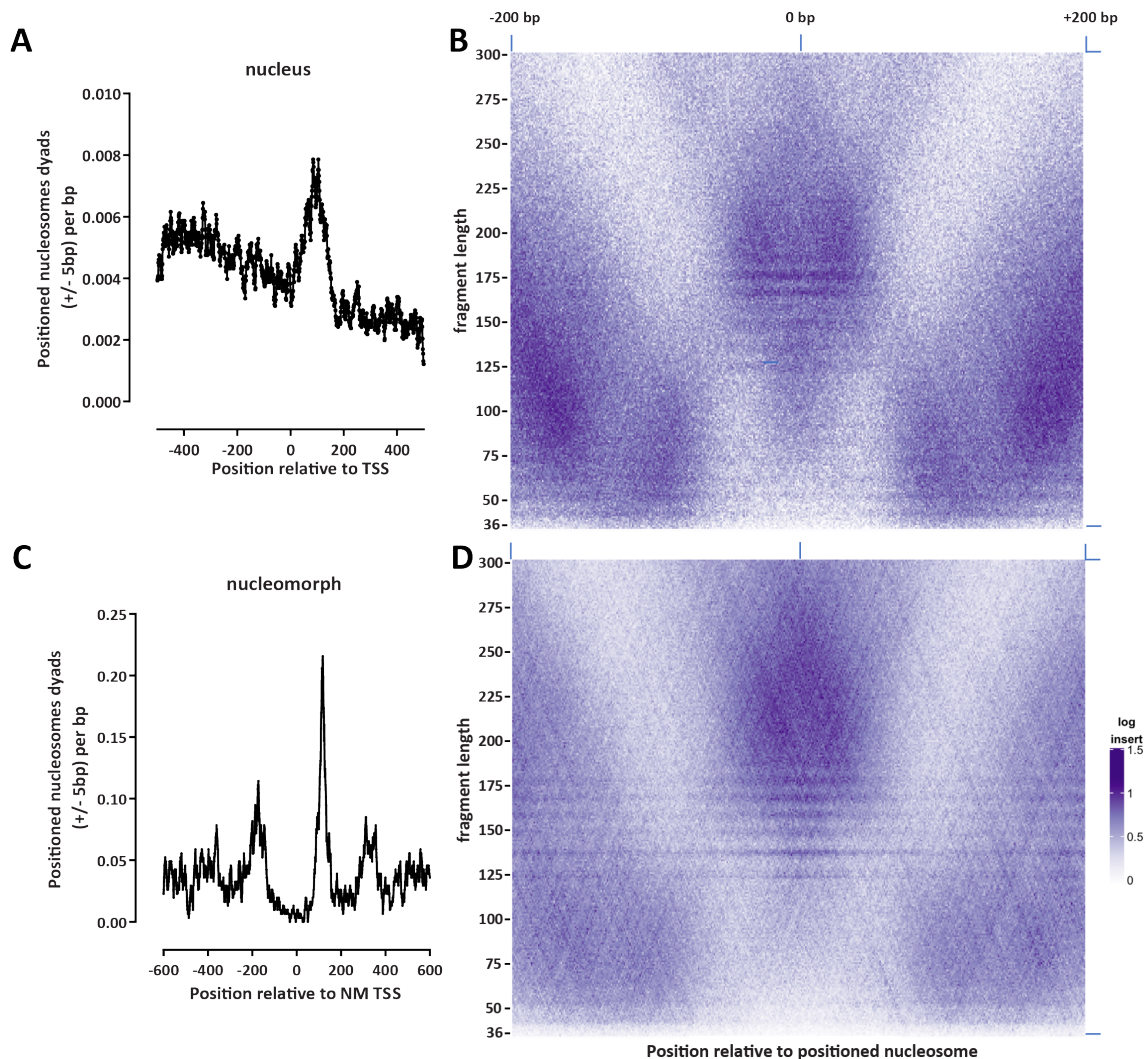 A
nucleus
Positioned nucleosomes dyads
(+/- 5bp) per bp
0.010
0.008
0.006
0.004
0.002
0.000
-400 -200 0 200 400
Position relative to TSS
B
-200 bp 0 bp +200 bp
fragment length
300
275
250
225
200
175
150
125
100
75
50
36
C
nucleomorph
Positioned nucleosomes dyads
(+/- 5bp) per bp
0.25
0.20
0.15
0.10
0.05
0.00
-600 -400 -200 0 200 400 600
Position relative to NM TSS
D
fragment length
300
275
250
225
200
175
150
125
100
75
50
36
Position relative to positioned nucleosome
log
insert
1.5
1
0.5
0